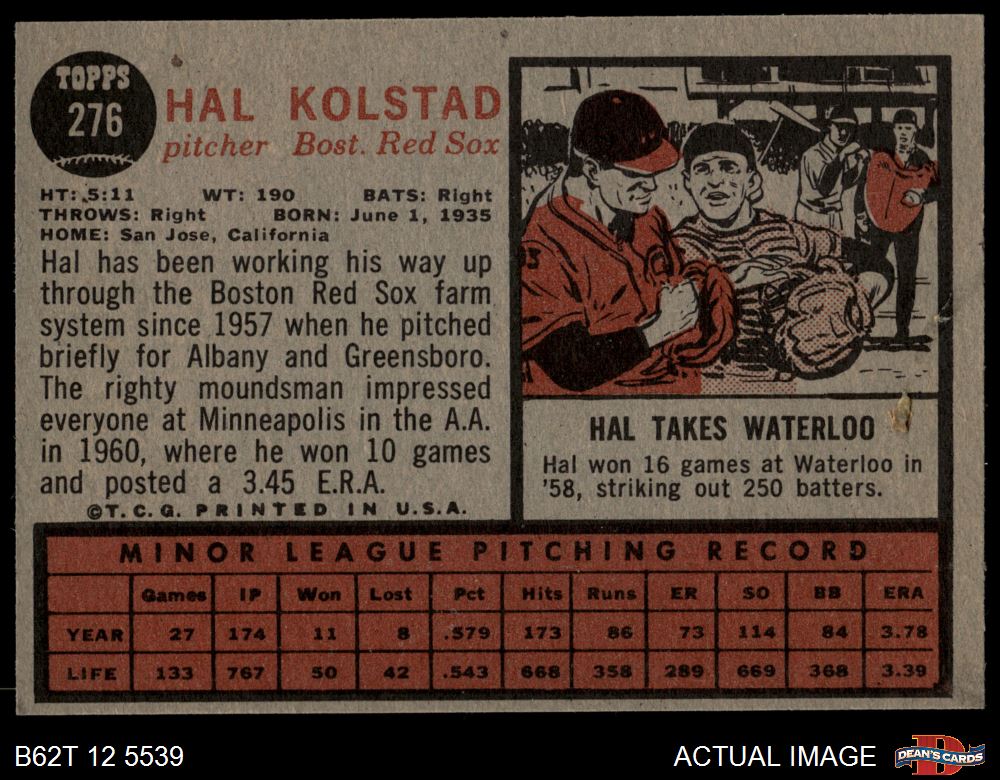 TOPPS
276
HAL KOLSTAD
pitcher Bost. Red Sox
HT: 5:11 WT: 190 BATS: Right
THROWS: Right BORN: June 1, 1935
HOME: San Jose, California
Hal has been working his way up
through the Boston Red Sox farm
system since 1957 when he pitched
briefly for Albany and Greensboro.
The righty moundsman impressed
everyone at Minneapolis in the A.A.
in 1960, where he won 10 games
and posted a 3.45 E.R.A.
©T.C.G. PRINTED IN U.S.A.
3
HAL TAKES WATERLOO
Hal won 16 games at Waterloo in
'58, striking out 250 batters.
MINOR LEAGUE PITCHING RECORD
Games IP Won Lost Pct Hits Runs ER SO BB ERA
YEAR 27 174 11 8 .579 173 86 73 114 84 3.78
LIFE 133 767 50 42 .543 668 358 289 669 368 3.39
B62T 12 5539
ACTUAL IMAGE
D
DEAN'S CARDS